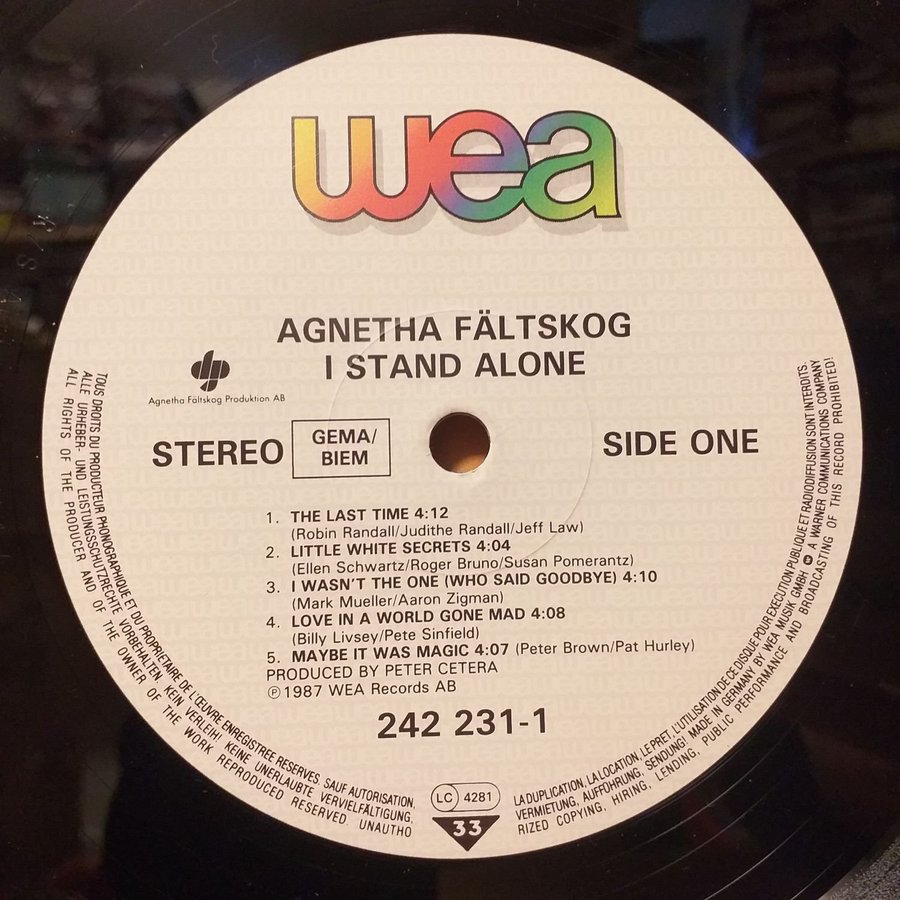 wea
AGNETHA FÄLTSKOG
I STAND ALONE
Agnetha Fältskog Produktion AB
STEREO
GEMA/
BIEM
SIDE ONE
1. THE LAST TIME 4:12
(Robin Randall/Judithe Randall/Jeff Law)
2. LITTLE WHITE SECRETS 4:04
(Ellen Schwartz/Roger Bruno/Susan Pomerantz)
3. I WASN'T THE ONE (WHO SAID GOODBYE) 4:10
(Mark Mueller/Aaron Zigman)
4. LOVE IN A WORLD GONE MAD 4:08
(Billy Livsey/Pete Sinfield)
5. MAYBE IT WAS MAGIC 4:07 (Peter Brown/Pat Hurley)
PRODUCED BY PETER CETERA
Ⓟ1987 WEA Records AB
242 231-1
LC 4281
33
TOUS DROITS DU PRODUCTEUR PHONOGRAPHIQUE ET DU PROPRIETAIRE DE L'ŒUVRE ENREGISTREE RESERVES. SAUF AUTORISATION, LA DUPLICATION, LA LOCATION, LE PRET, L'UTILISATION DE CE DISQUE POUR EXECUTION PUBLIQUE ET RADIODIFFUSION SONT INTERDITS.
ALLE URHEBER- UND LEISTUNGSSCHUTZRECHTE VORBEHALTEN. KEIN VERLEIH! KEINE UNERLAUBTE VERVIELFÄLTIGUNG, VERMIETUNG, AUFFÜHRUNG, SENDUNG! MADE IN GERMANY BY WEA MUSIK GMBH A WARNER COMMUNICATIONS COMPANY
ALL RIGHTS OF THE PRODUCER AND OF THE OWNER OF THE WORK REPRODUCED RESERVED UNAUTHORIZED COPYING, HIRING, LENDING, PUBLIC PERFORMANCE AND BROADCASTING OF THIS RECORD PROHIBITED!